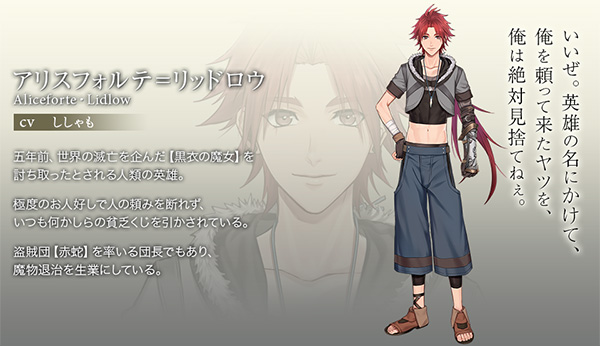 アリスフォルテ=リッドロウ
Aliceforte・Lidlow
cv ししゃも
五年前、世界の滅亡を企んだ【黒衣の魔女】を
討ち取ったとされる人類の英雄。
極度のお人好しで人の頼みを断れず、
いつも何かしらの貧乏くじを引かされている。
盗賊団【赤蛇】を率いる団長でもあり、
魔物退治を生業にしている。
いいぜ。英雄の名にかけて、
俺を頼って来たヤツを、
俺は絶対見捨てねぇ。